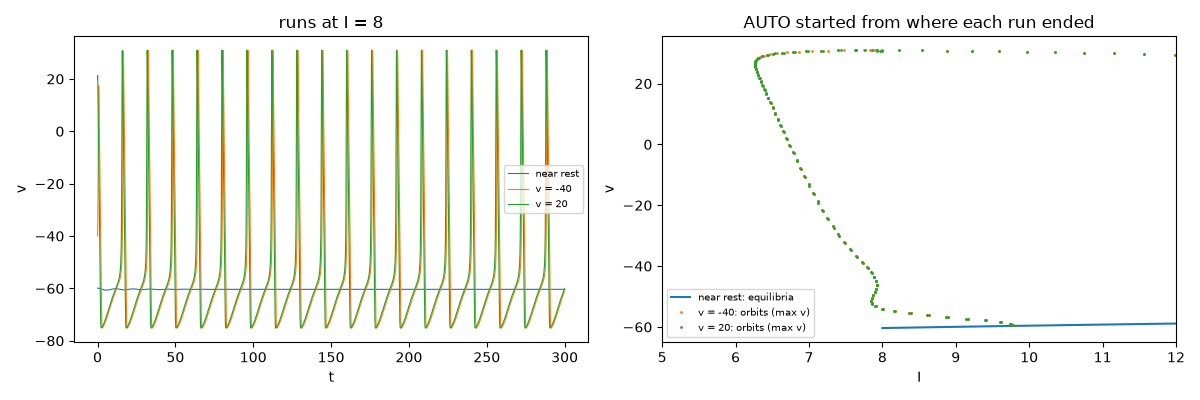 runs at I = 8
20
0
−20
−40
−60
−80
v
0
50
100
150
200
250
300
t
near rest
v = -40
v = 20
AUTO started from where each run ended
20
0
−20
−40
−60
v
5
6
7
8
9
10
11
12
I
near rest: equilibria
v = -40: orbits (max v)
v = 20: orbits (max v)